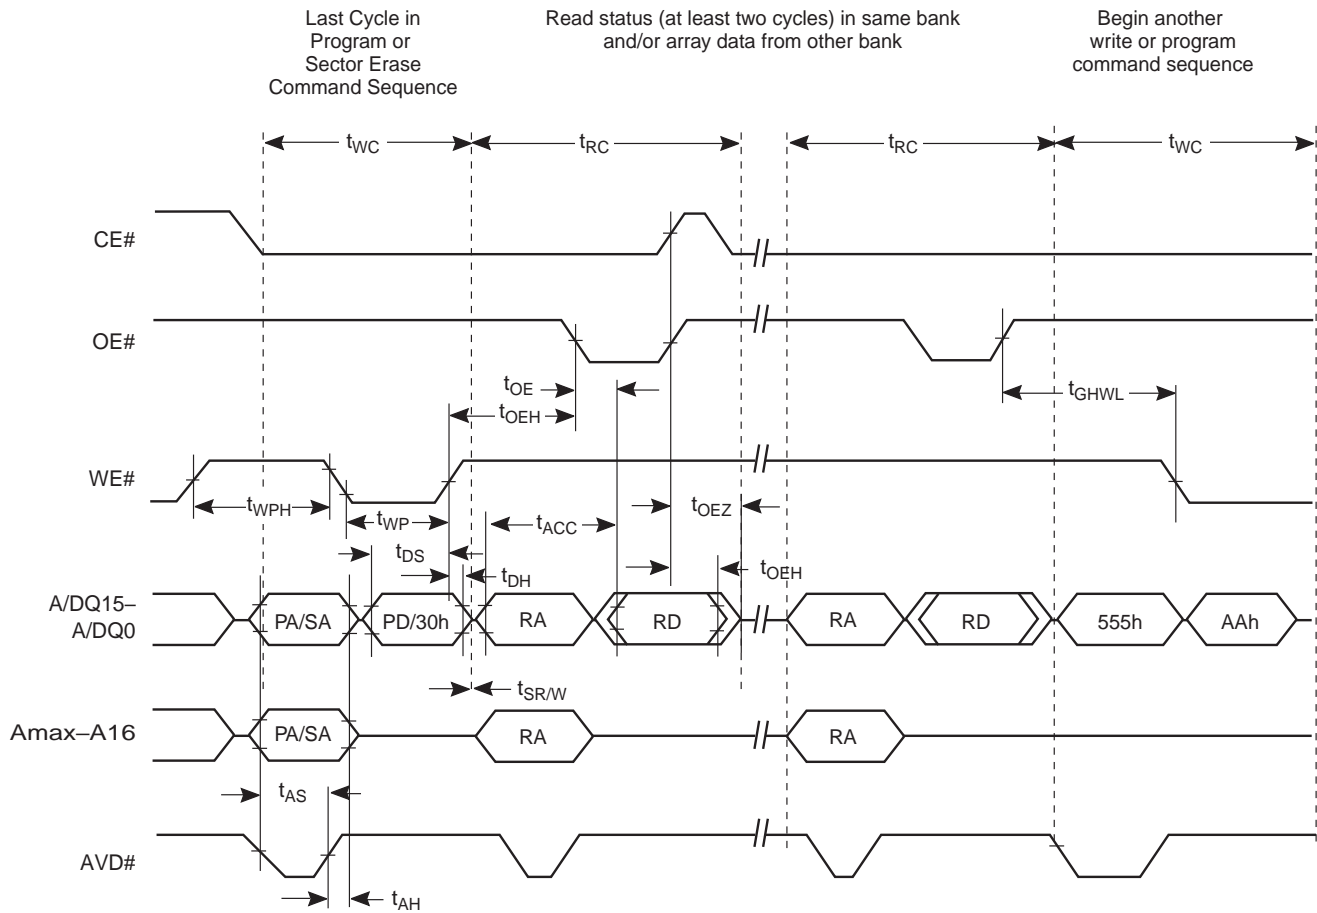 Last Cycle in
Program or
Sector Erase
Command Sequence
Read status (at least two cycles) in same bank
and/or array data from other bank
Begin another
write or program
command sequence
tWC
tRC
tRC
tWC
CE#
OE#
tOE
tOEH
tGHWL
WE#
tWPH
tWP
tOEZ
tACC
tDS
tDH
tOEH
A/DQ15–
A/DQ0
PA/SA
PD/30h
RA
RD
RA
RD
555h
AAh
tSR/W
Amax–A16
PA/SA
RA
RA
tAS
AVD#
tAH